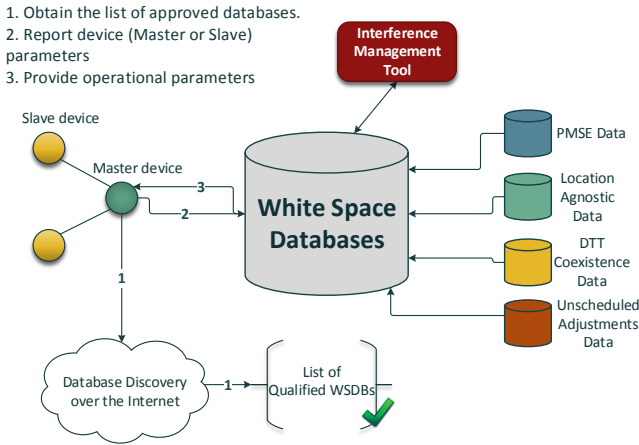 1. Obtain the list of approved databases.
2. Report device (Master or Slave)
parameters
3. Provide operational parameters
Interference
Management
Tool
Slave device
Master device
3
2
1
White Space
Databases
PMSE Data
Location
Agnostic
Data
DTT
Coexistence
Data
Unscheduled
Adjustments
Data
Database Discovery
over the Internet
1
List of
Qualified WSDBs